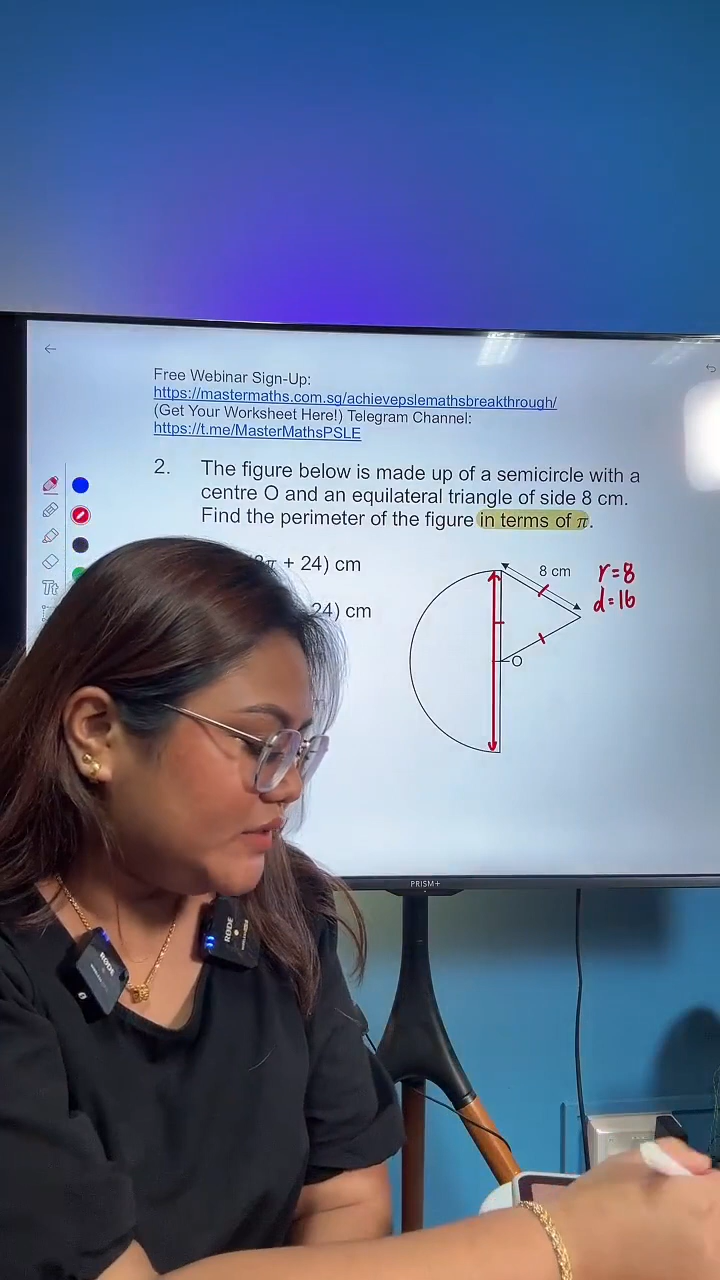 Free Webinar Sign-Up:
https://mastermaths.com.sg/achievepslemathsbreakthrough/
(Get Your Worksheet Here!) Telegram Channel:
https://t.me/MasterMathsPSLE
2. The figure below is made up of a semicircle with a
centre O and an equilateral triangle of side 8 cm.
Find the perimeter of the figure in terms of π.
π + 24) cm
24) cm
8 cm
r=8
d=16
O
Tt
PRISM+
RODE
RODE